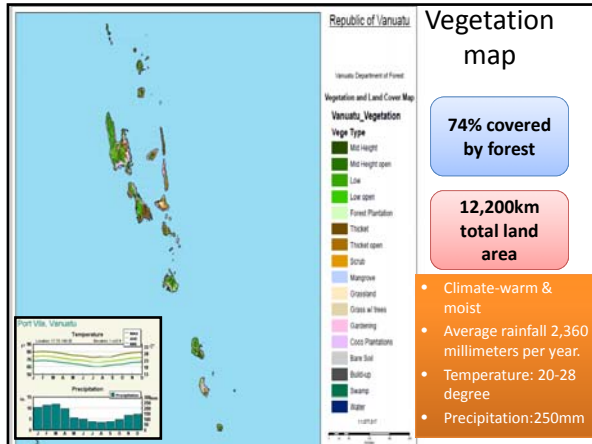 Republic of Vanuatu
Vanuatu Department of Forest
Vegetation and Land Cover Map
Vanuatu_Vegetation
Vege Type
Mid Height
Mid Height open
Low
Low open
Forest Plantation
Thicket
Thicket open
Scrub
Mangrove
Grassland
Grass w/ trees
Gardening
Coco Plantations
Bare Soil
Build-up
Swamp
Water
Vegetation
map
74% covered
by forest
12,200km
total land
area
• Climate-warm &
moist
• Average rainfall 2,360
millimeters per year.
• Temperature: 20-28
degree
• Precipitation:250mm
Port Vila, Vanuatu
Temperature
Precipitation